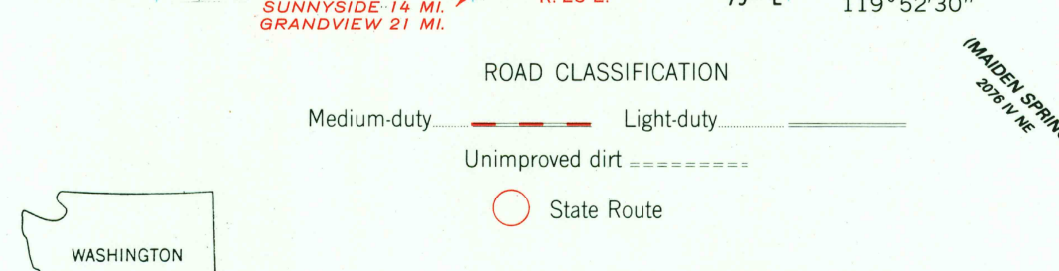 SUNNYSIDE 14 MI.
GRANDVIEW 21 MI.
119°52'30"
(MAIDEN SPRING
2076 IV NE
ROAD CLASSIFICATION
Medium-duty Light-duty
Unimproved dirt
State Route
WASHINGTON